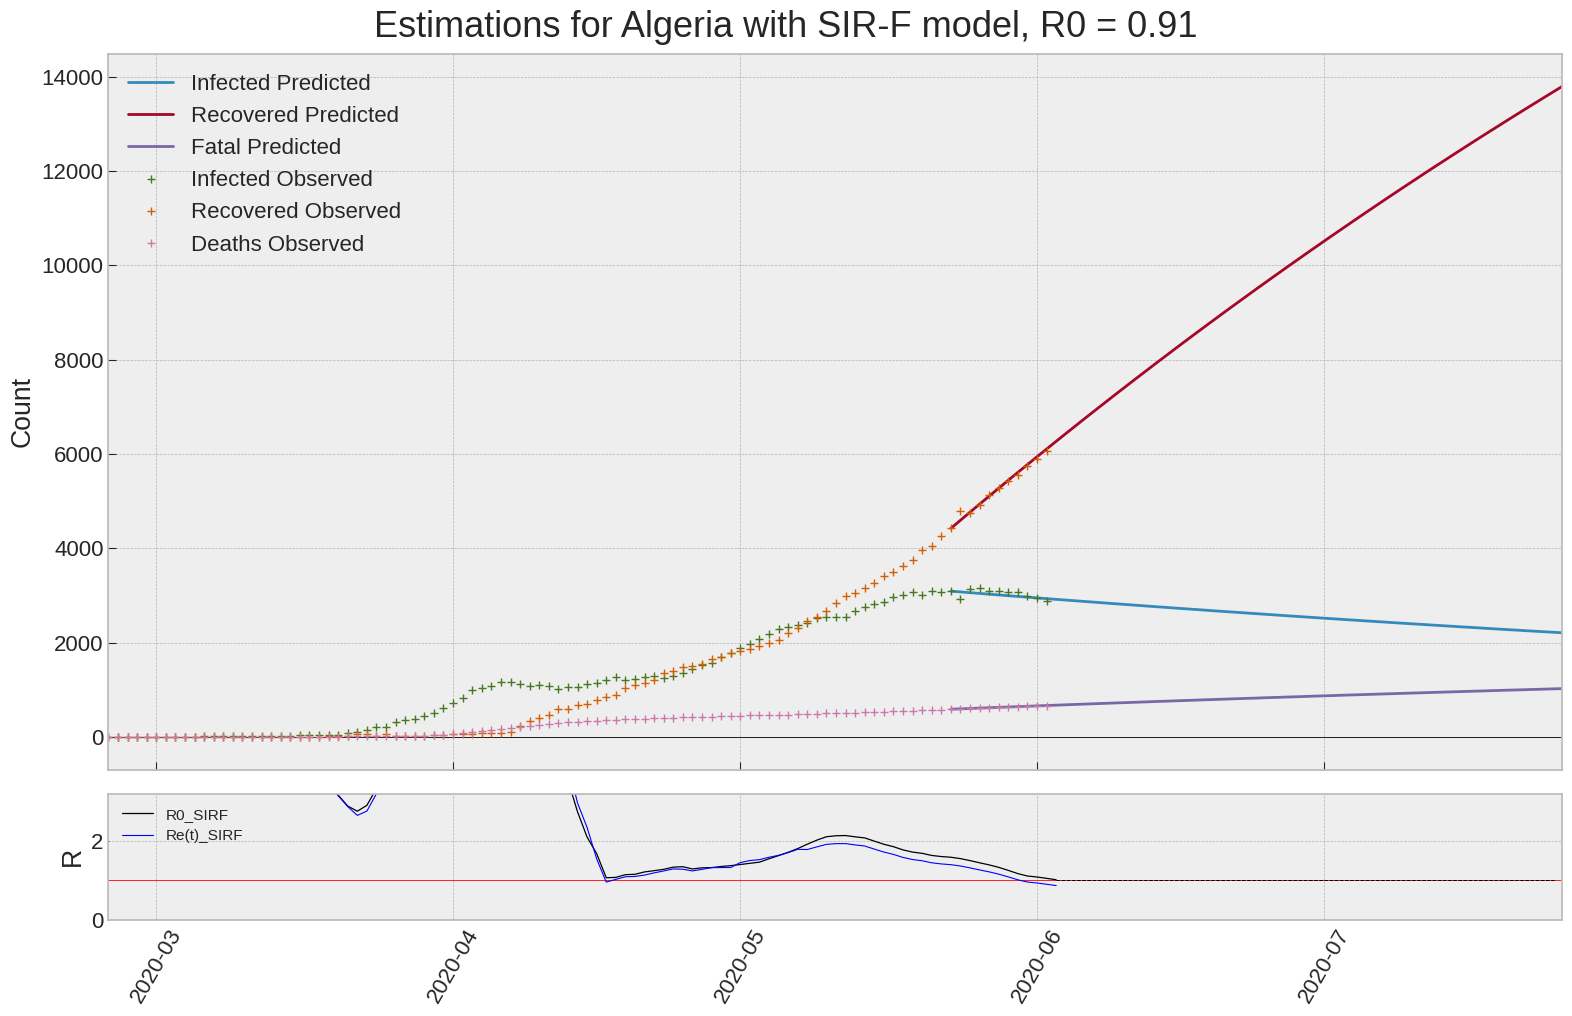 Estimations for Algeria with SIR-F model, R0 = 0.91
14000
12000
10000
8000
6000
4000
2000
0
Count
Infected Predicted
Recovered Predicted
Fatal Predicted
Infected Observed
Recovered Observed
Deaths Observed
R0_SIRF
Re(t)_SIRF
2
0
R
2020-03
2020-04
2020-05
2020-06
2020-07